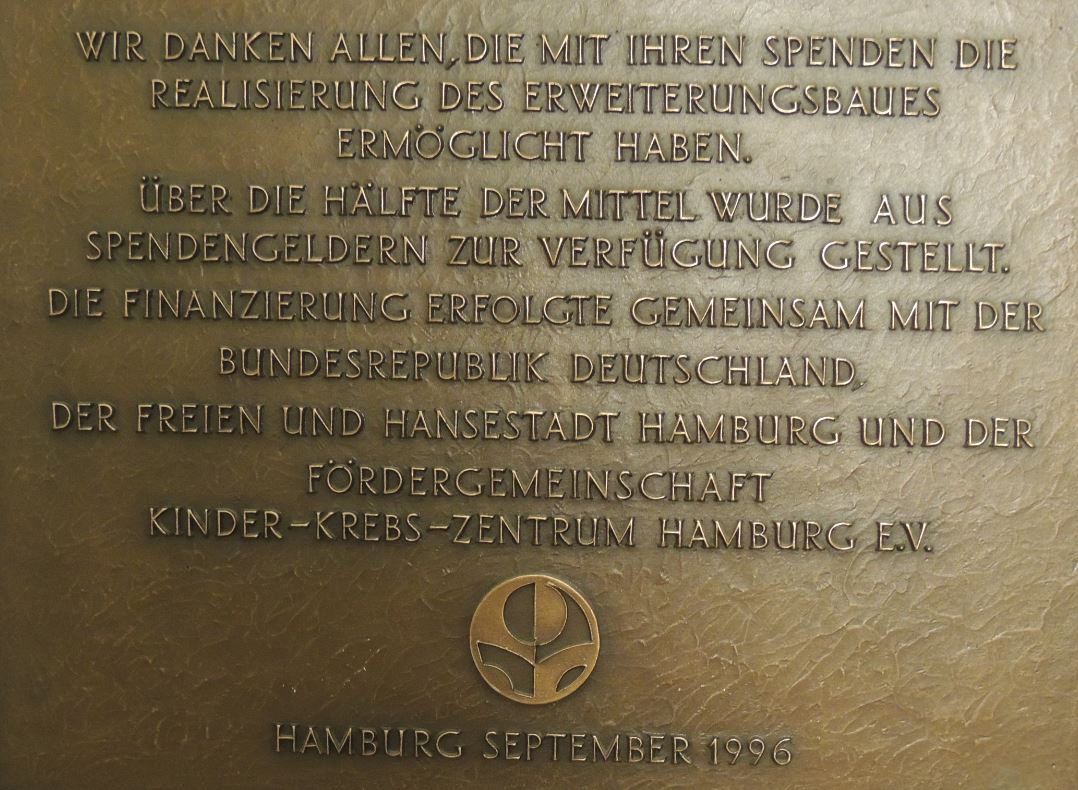 WIR DANKEN ALLEN, DIE MIT IHREN SPENDEN DIE
REALISIERUNG DES ERWEITERUNGSBAUES
ERMÖGLICHT HABEN.
ÜBER DIE HÄLFTE DER MITTEL WURDE AUS
SPENDENGELDERN ZUR VERFÜGUNG GESTELLT.
DIE FINANZIERUNG ERFOLGTE GEMEINSAM MIT DER
BUNDESREPUBLIK DEUTSCHLAND,
DER FREIEN UND HANSESTADT HAMBURG UND DER
FÖRDERGEMEINSCHAFT
KINDER-KREBS-ZENTRUM HAMBURG E.V.
HAMBURG SEPTEMBER 1996